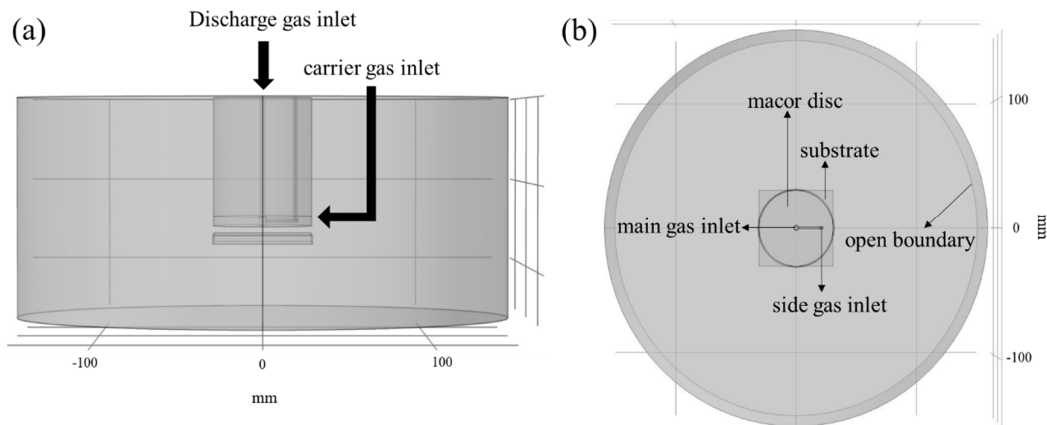 (a)
Discharge gas inlet
carrier gas inlet
-100
0
100
mm
(b)
macor disc
substrate
main gas inlet
open boundary
side gas inlet
100
0
-100
mm